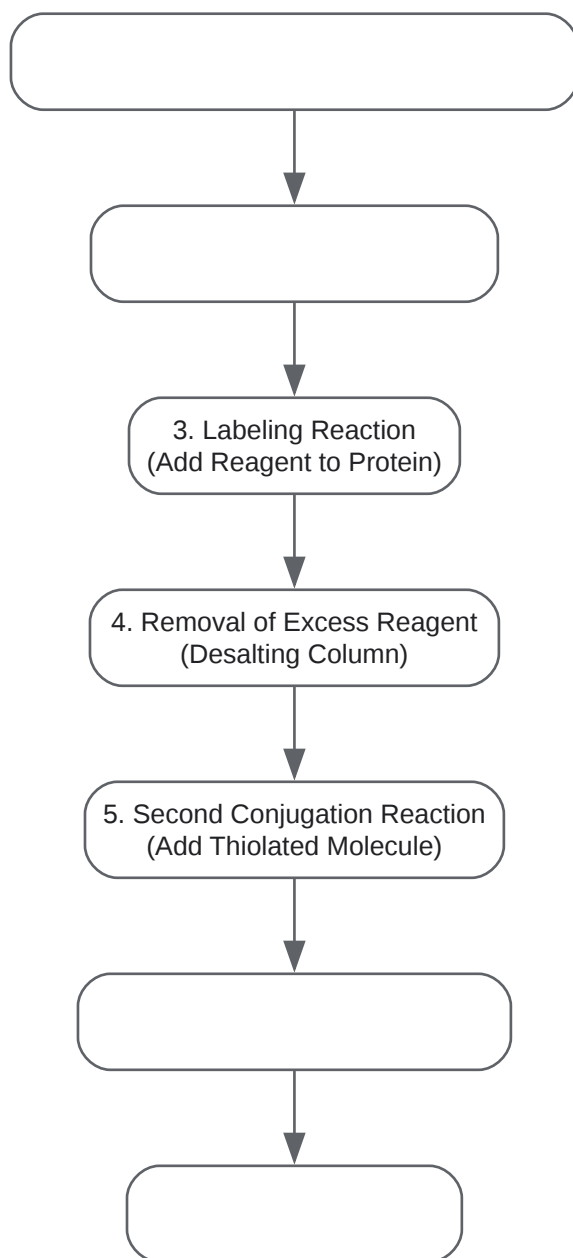 3. Labeling Reaction
(Add Reagent to Protein)
4. Removal of Excess Reagent
(Desalting Column)
5. Second Conjugation Reaction
(Add Thiolated Molecule)